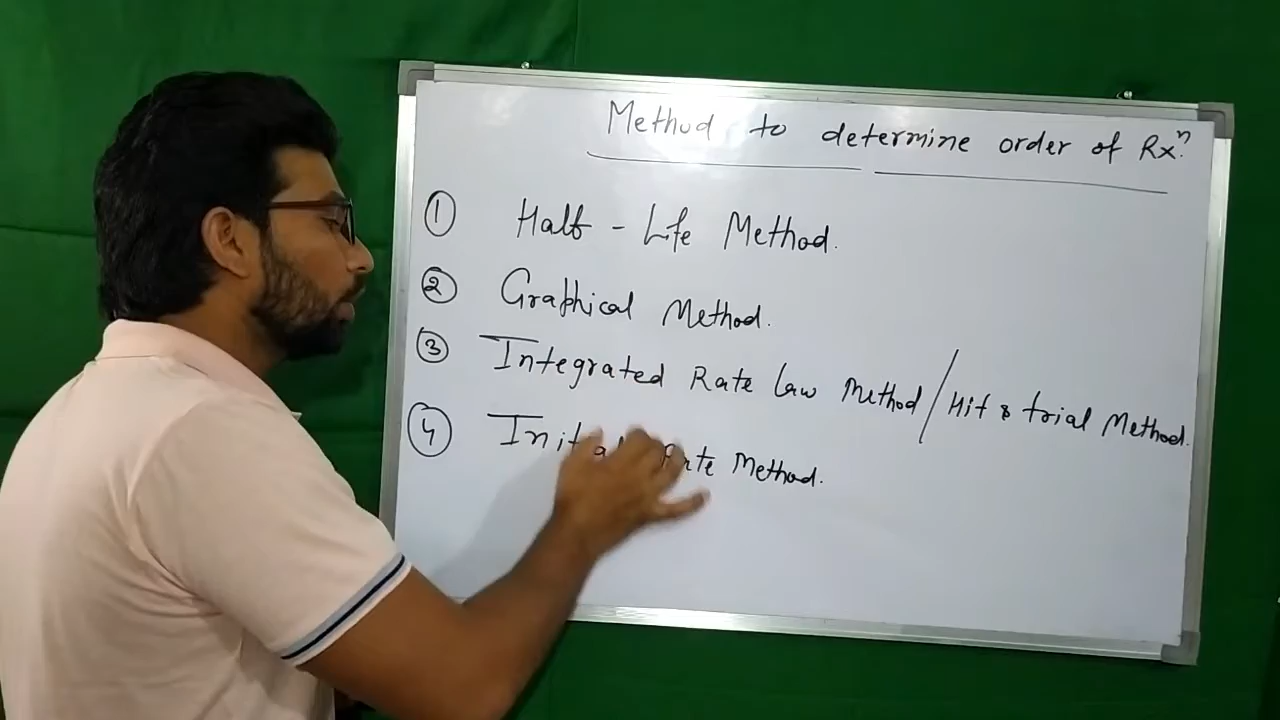 Method to determine order of Rxⁿ.
① Half - Life Method.
② Graphical Method.
③ Integrated Rate law Method / Hit & trial Method.
④ Initial Rate Method.